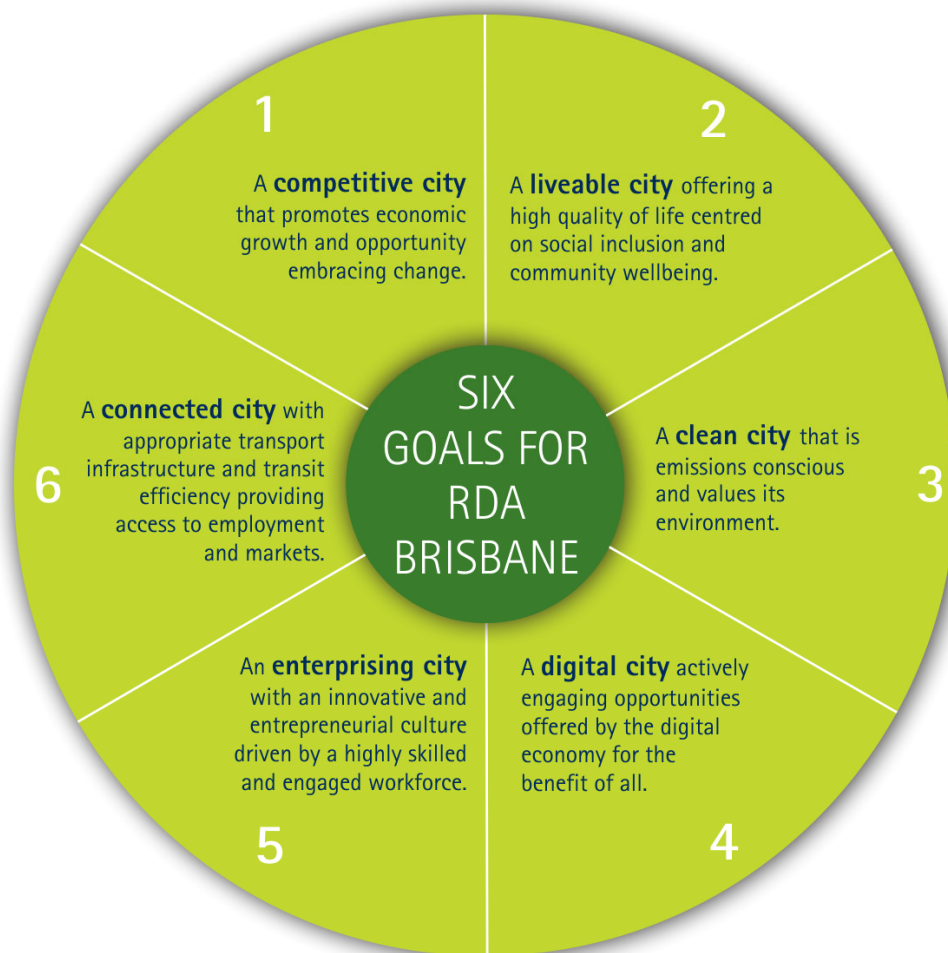 SIX
GOALS FOR
RDA
BRISBANE
1
A competitive city
that promotes economic
growth and opportunity
embracing change.
2
A liveable city offering a
high quality of life centred
on social inclusion and
community wellbeing.
3
A clean city that is
emissions conscious
and values its
environment.
4
A digital city actively
engaging opportunities
offered by the digital
economy for the
benefit of all.
5
An enterprising city
with an innovative and
entrepreneurial culture
driven by a highly skilled
and engaged workforce.
6
A connected city with
appropriate transport
infrastructure and transit
efficiency providing
access to employment
and markets.